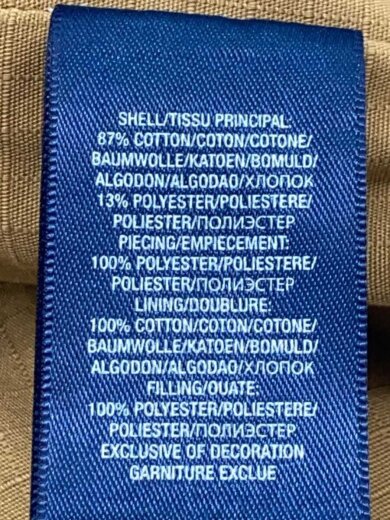 SHELL/TISSU PRINCIPAL:
87% COTTON/COTON/COTONE/
BAUMWOLLE/KATOEN/BOMULD/
ALGODON/ALGODAO/ХЛОПОК
13% POLYESTER/POLIESTERE/
POLIESTER/ПОЛИЭСТЕР
PIECING/EMPIECEMENT:
100% POLYESTER/POLIESTERE/
POLIESTER/ПОЛИЭСТЕР
LINING/DOUBLURE:
100% COTTON/COTON/COTONE/
BAUMWOLLE/KATOEN/BOMULD/
ALGODON/ALGODAO/ХЛОПОК
FILLING/OUATE:
100% POLYESTER/POLIESTERE/
POLIESTER/ПОЛИЭСТЕР
EXCLUSIVE OF DECORATION
GARNITURE EXCLUE